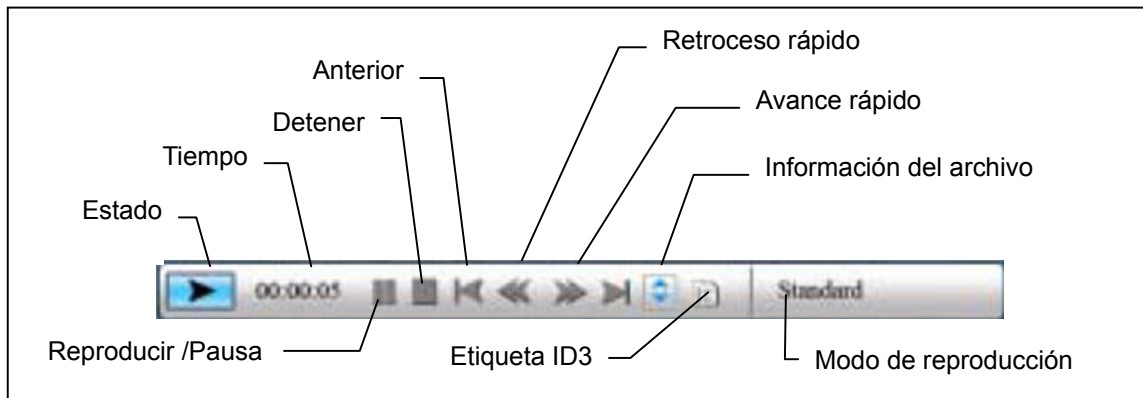 Retroceso rápido
Anterior
Avance rápido
Detener
Tiempo
Información del archivo
Estado
00:00:05
Standard
Reproducir /Pausa
Etiqueta ID3
Modo de reproducción